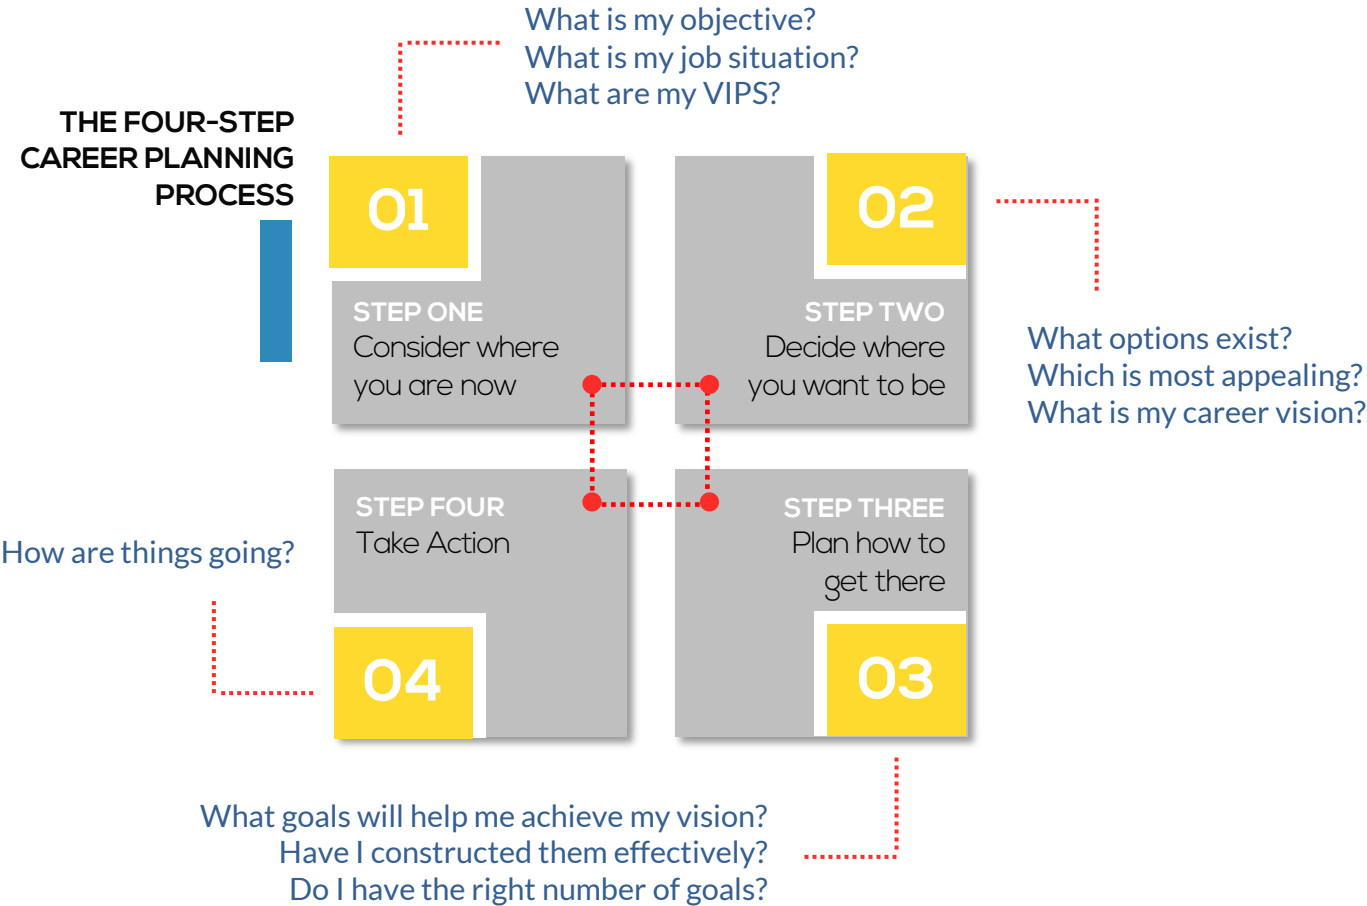 THE FOUR-STEP
CAREER PLANNING
PROCESS
What is my objective?
What is my job situation?
What are my VIPS?
01
STEP ONE
Consider where
you are now
02
STEP TWO
Decide where
you want to be
What options exist?
Which is most appealing?
What is my career vision?
STEP THREE
Plan how to
get there
03
What goals will help me achieve my vision?
Have I constructed them effectively?
Do I have the right number of goals?
STEP FOUR
Take Action
04
How are things going?